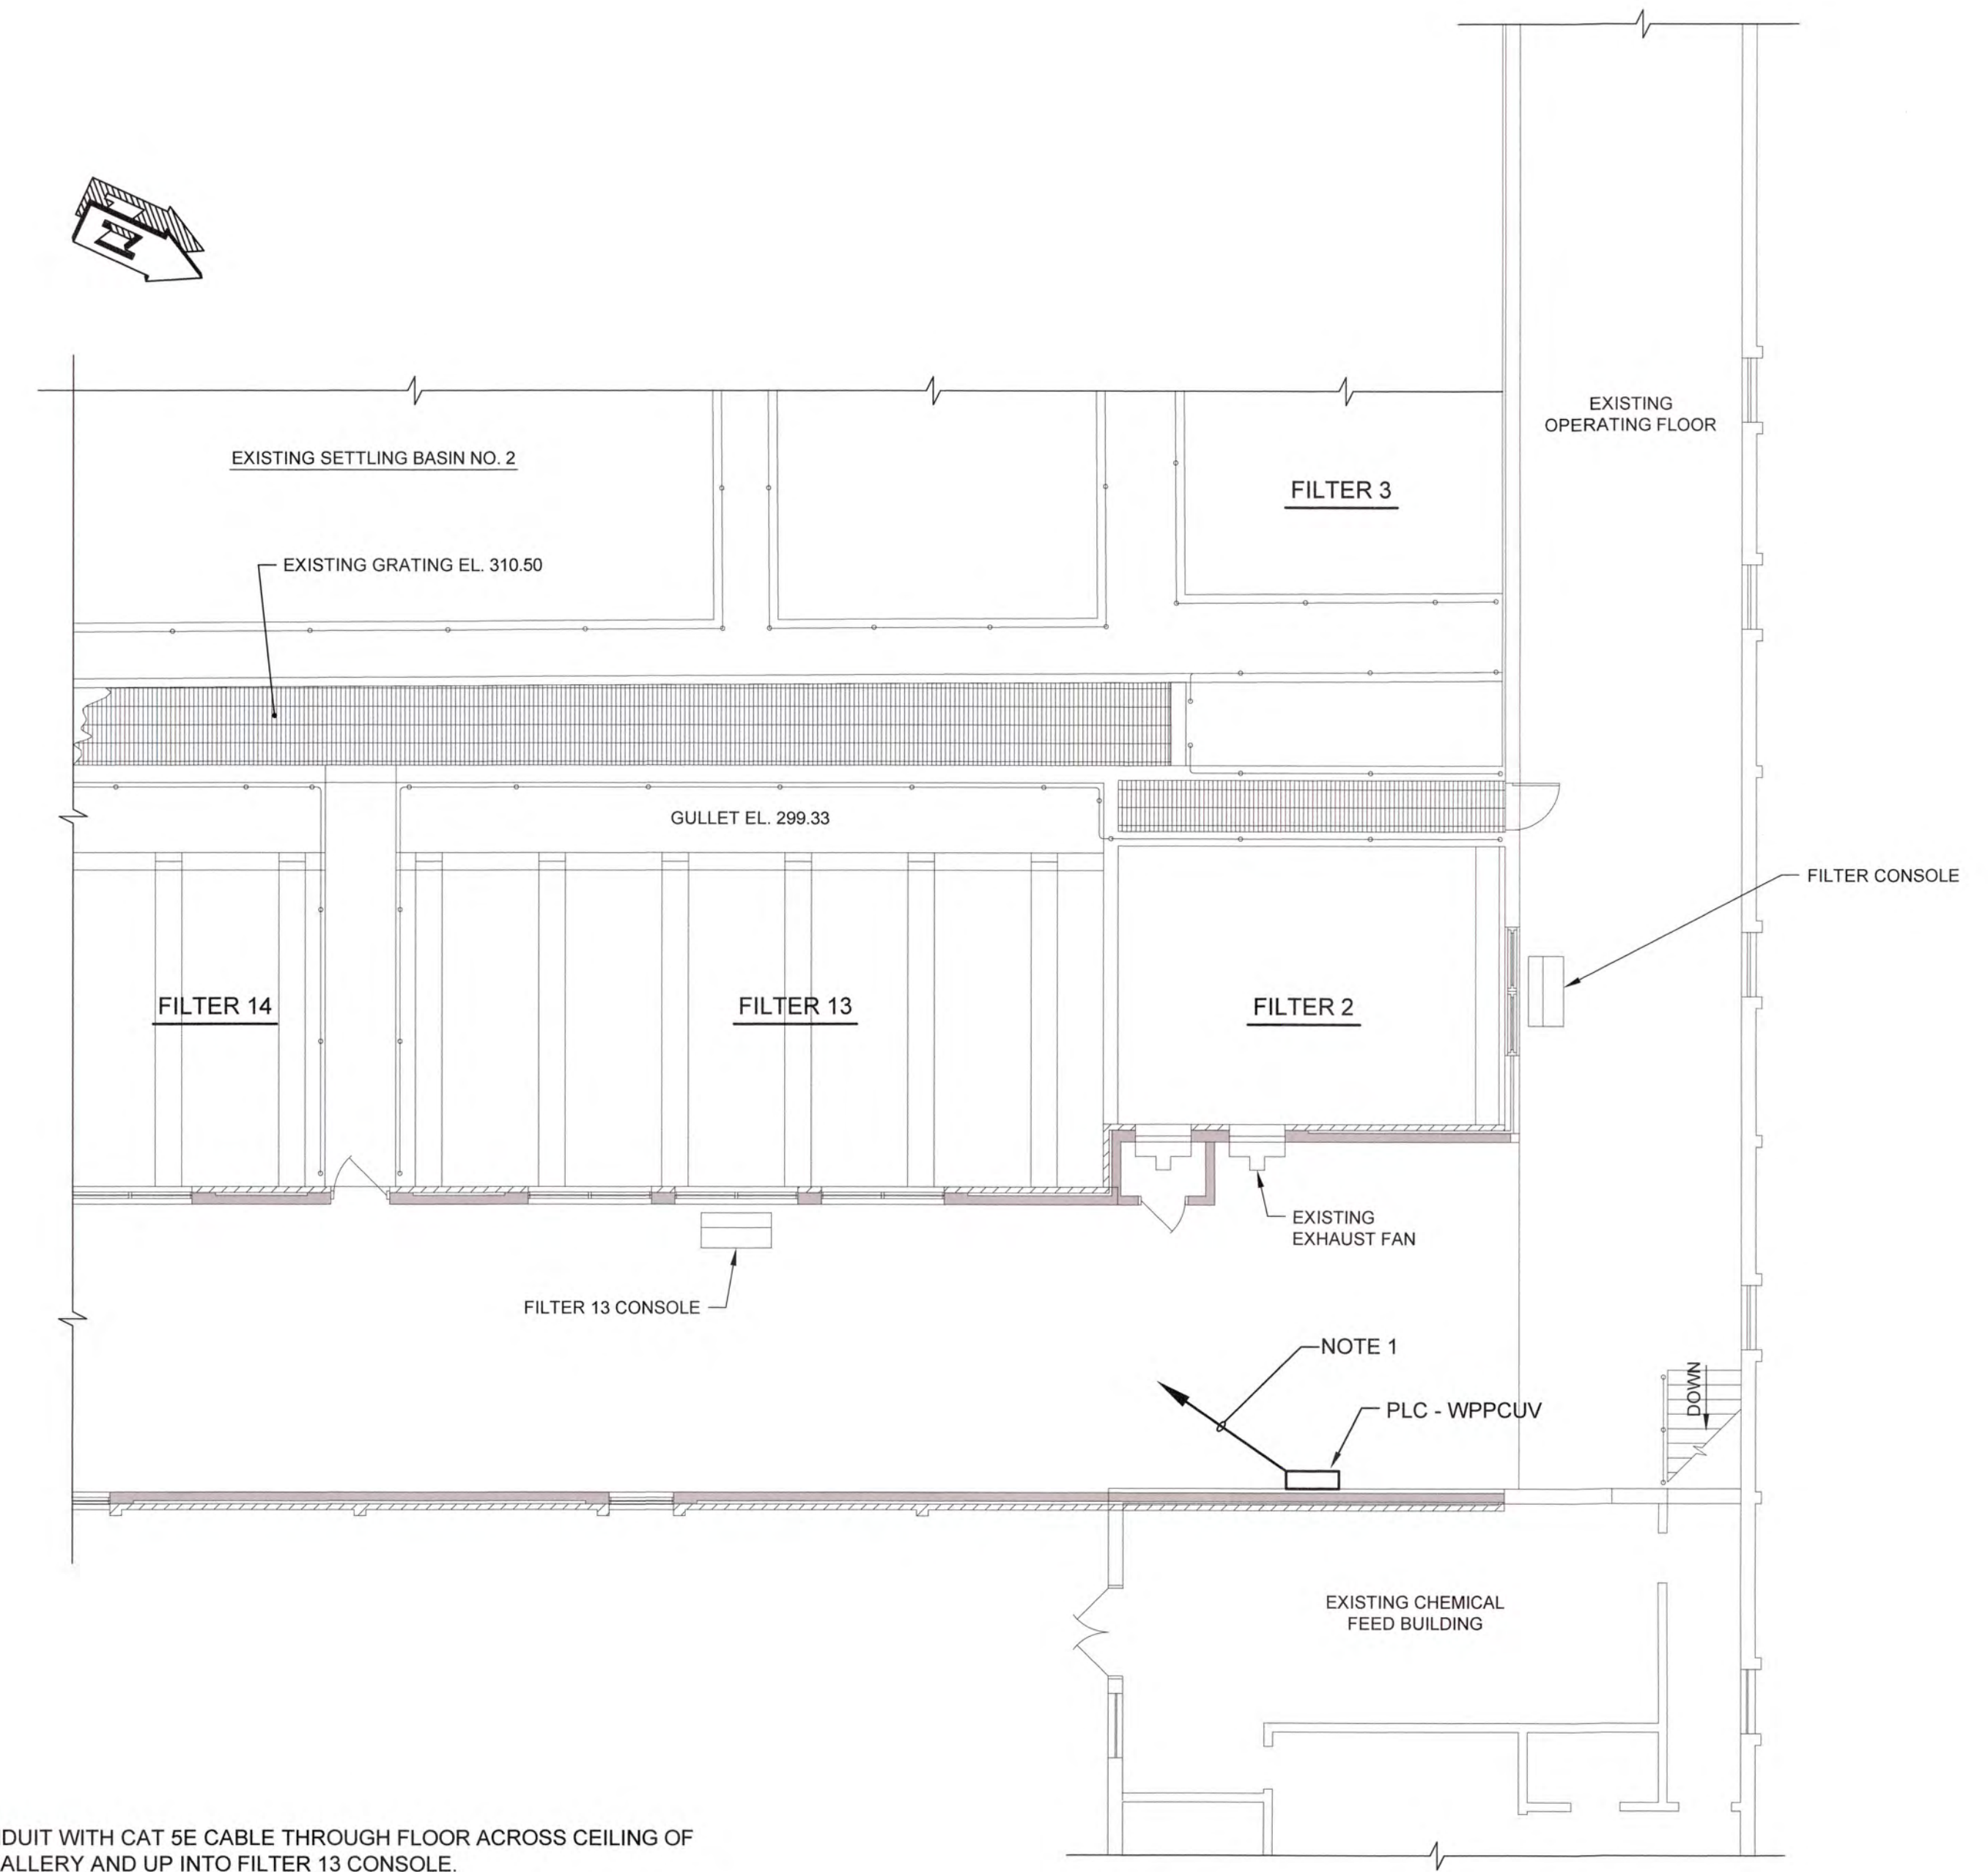 EXISTING
OPERATING FLOOR
EXISTING SETTLING BASIN NO. 2
FILTER 3
EXISTING GRATING EL. 310.50
GULLET EL. 299.33
FILTER CONSOLE
FILTER 14
FILTER 13
FILTER 2
EXISTING
EXHAUST FAN
FILTER 13 CONSOLE
NOTE 1
DOWN
PLC - WPPCUV
EXISTING CHEMICAL
FEED BUILDING
WITH CAT 5E CABLE THROUGH FLOOR ACROSS CEILING OF
AND UP INTO FILTER 13 CONSOLE.